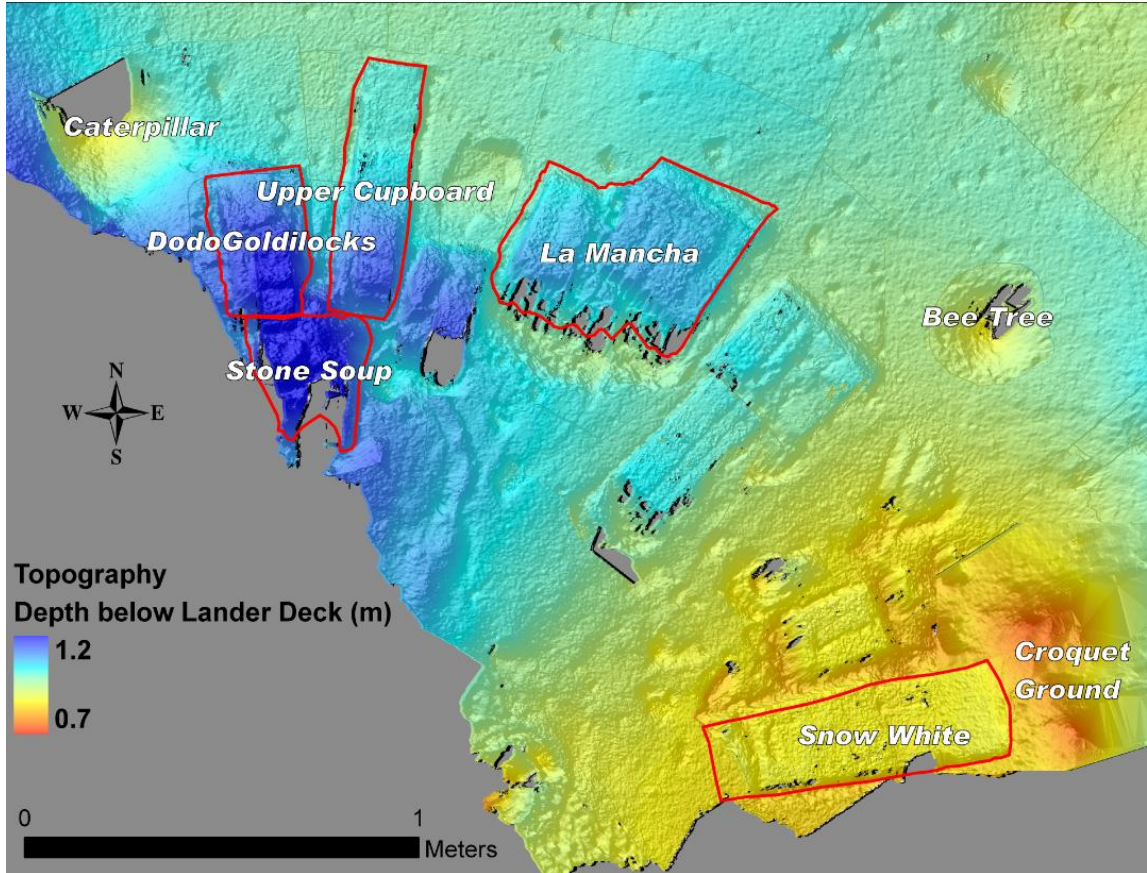 Caterpillar
Upper Cupboard
DodoGoldilocks
La Mancha
Bee Tree
Stone Soup
N
W E
S
Topography
Depth below Lander Deck (m)
1.2
0.7
Croquet
Ground
Snow White
0 1
Meters